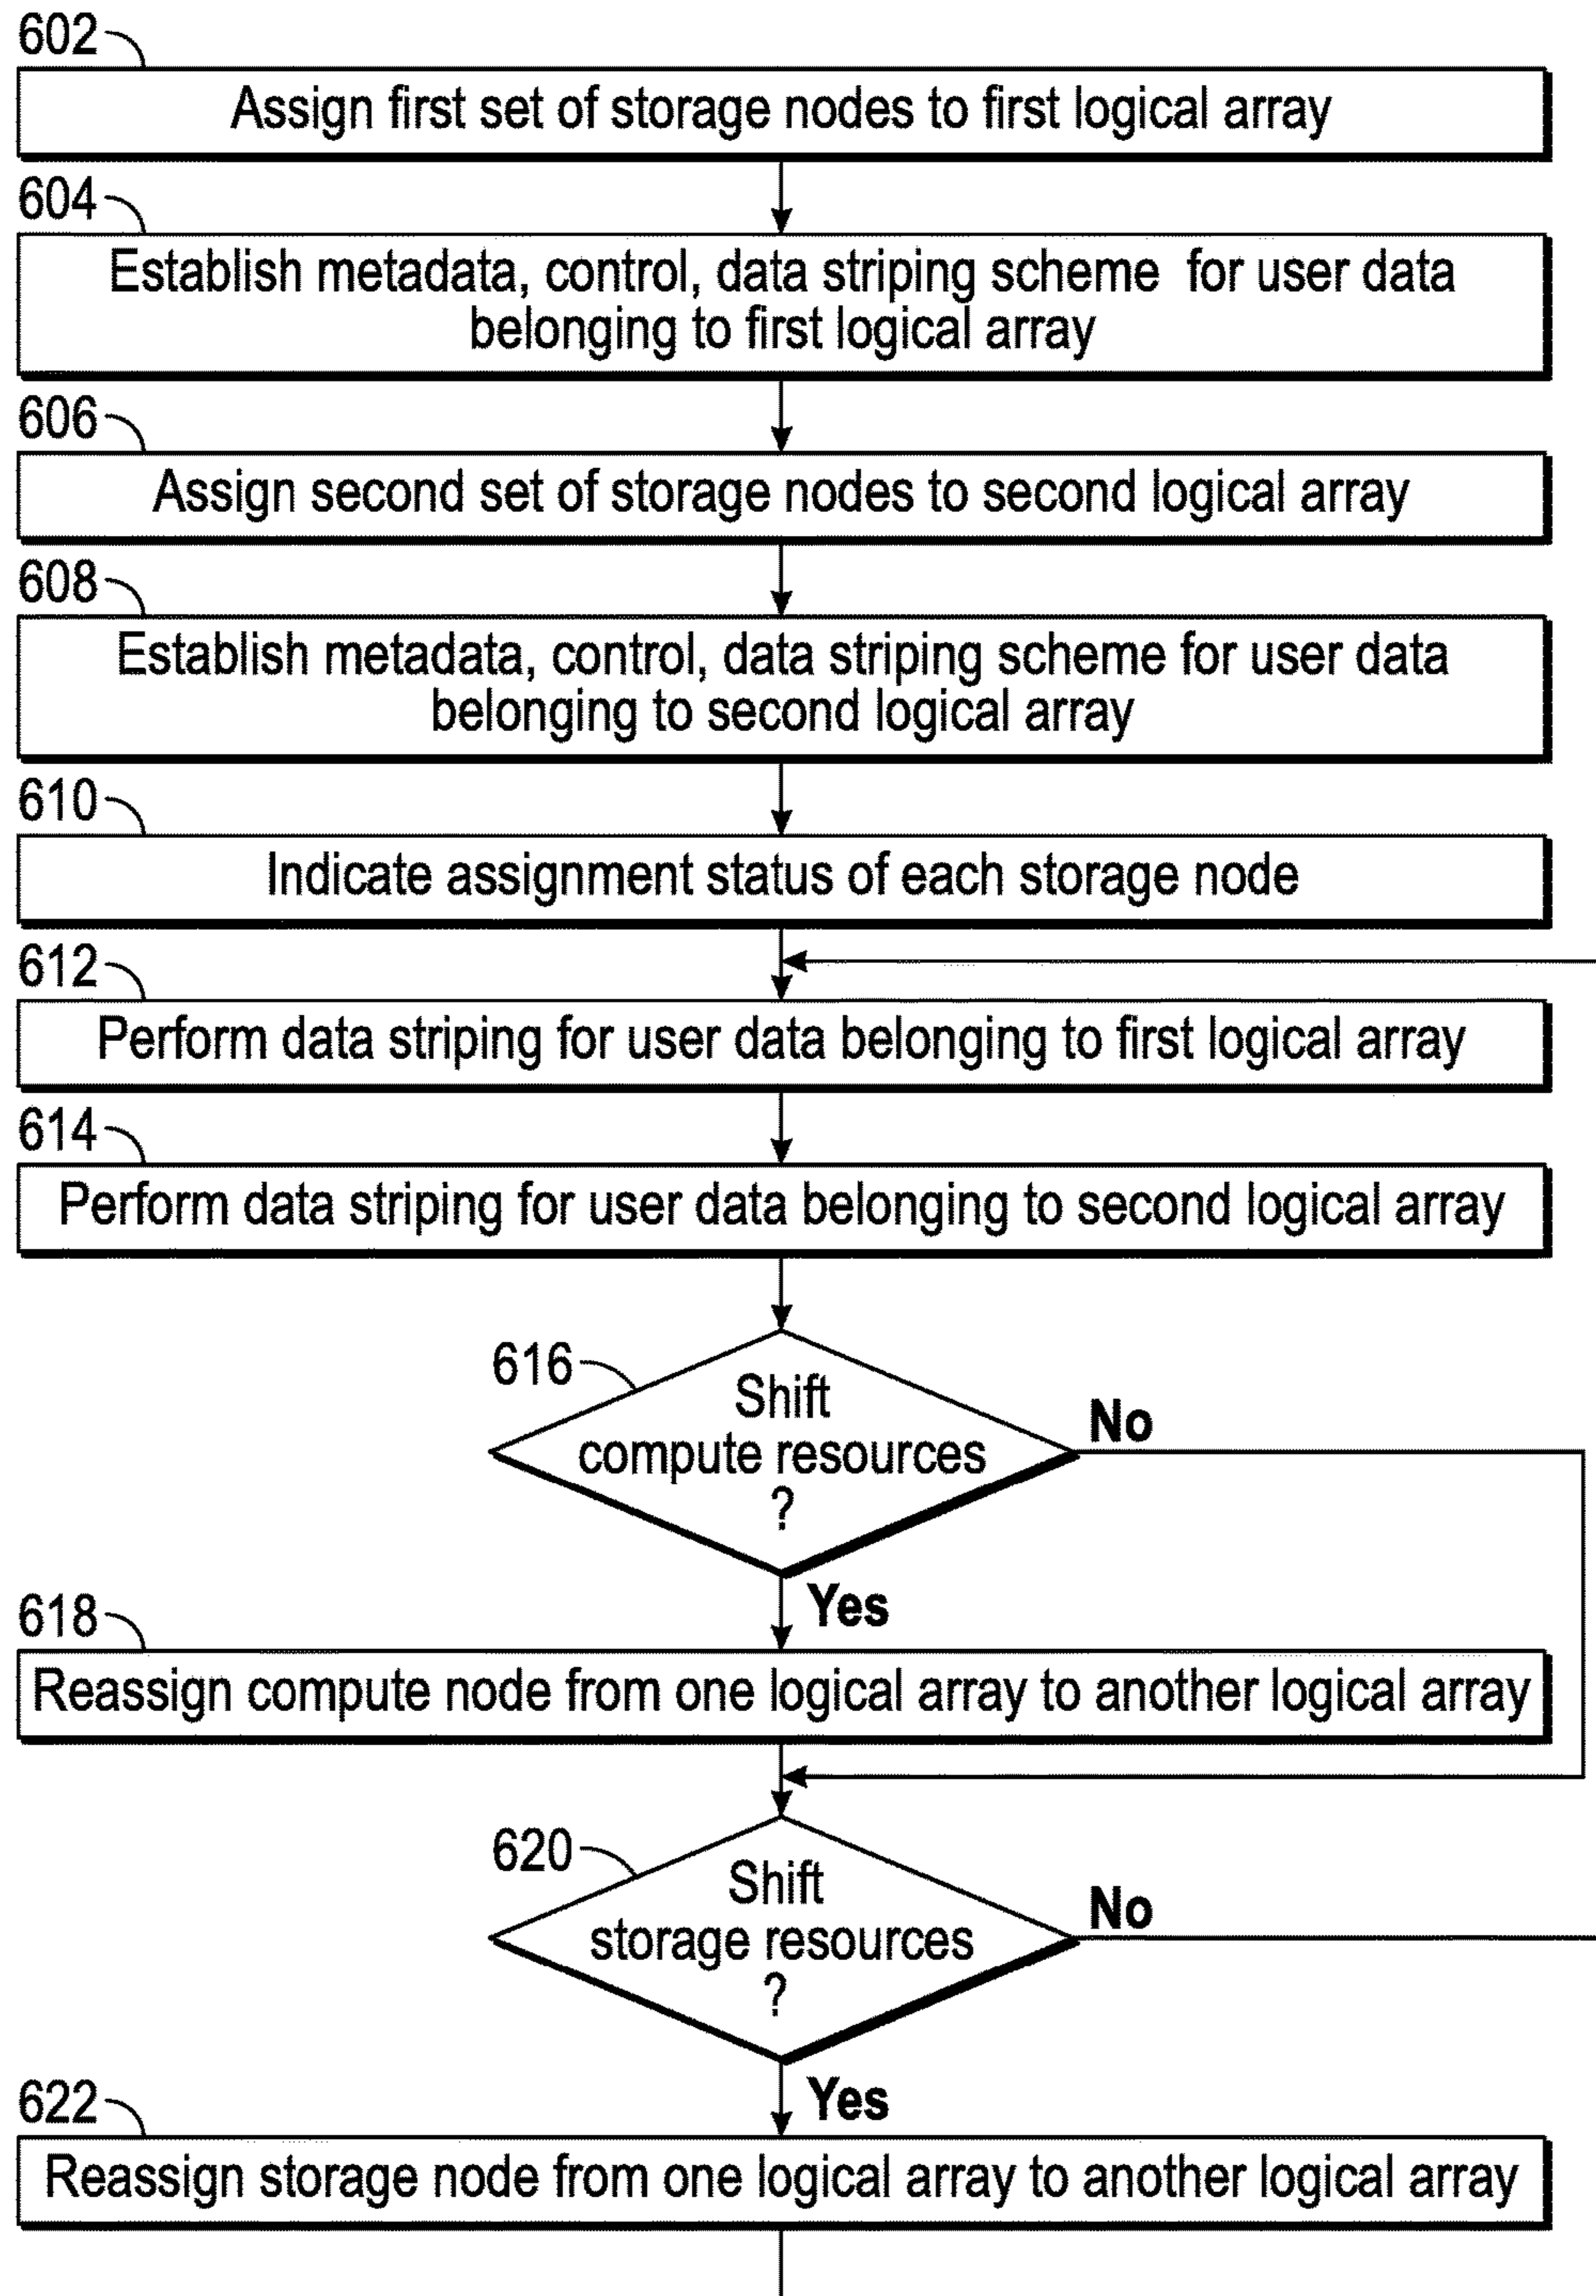 602
Assign first set of storage nodes to first logical array
604
Establish metadata, control, data striping scheme for user data
belonging to first logical array
606
Assign second set of storage nodes to second logical array
608
Establish metadata, control, data striping scheme for user data
belonging to second logical array
610
Indicate assignment status of each storage node
612
Perform data striping for user data belonging to first logical array
614
Perform data striping for user data belonging to second logical array
616
Shift
compute resources
?
No
Yes
618
Reassign compute node from one logical array to another logical array
620
Shift
storage resources
?
No
Yes
622
Reassign storage node from one logical array to another logical array